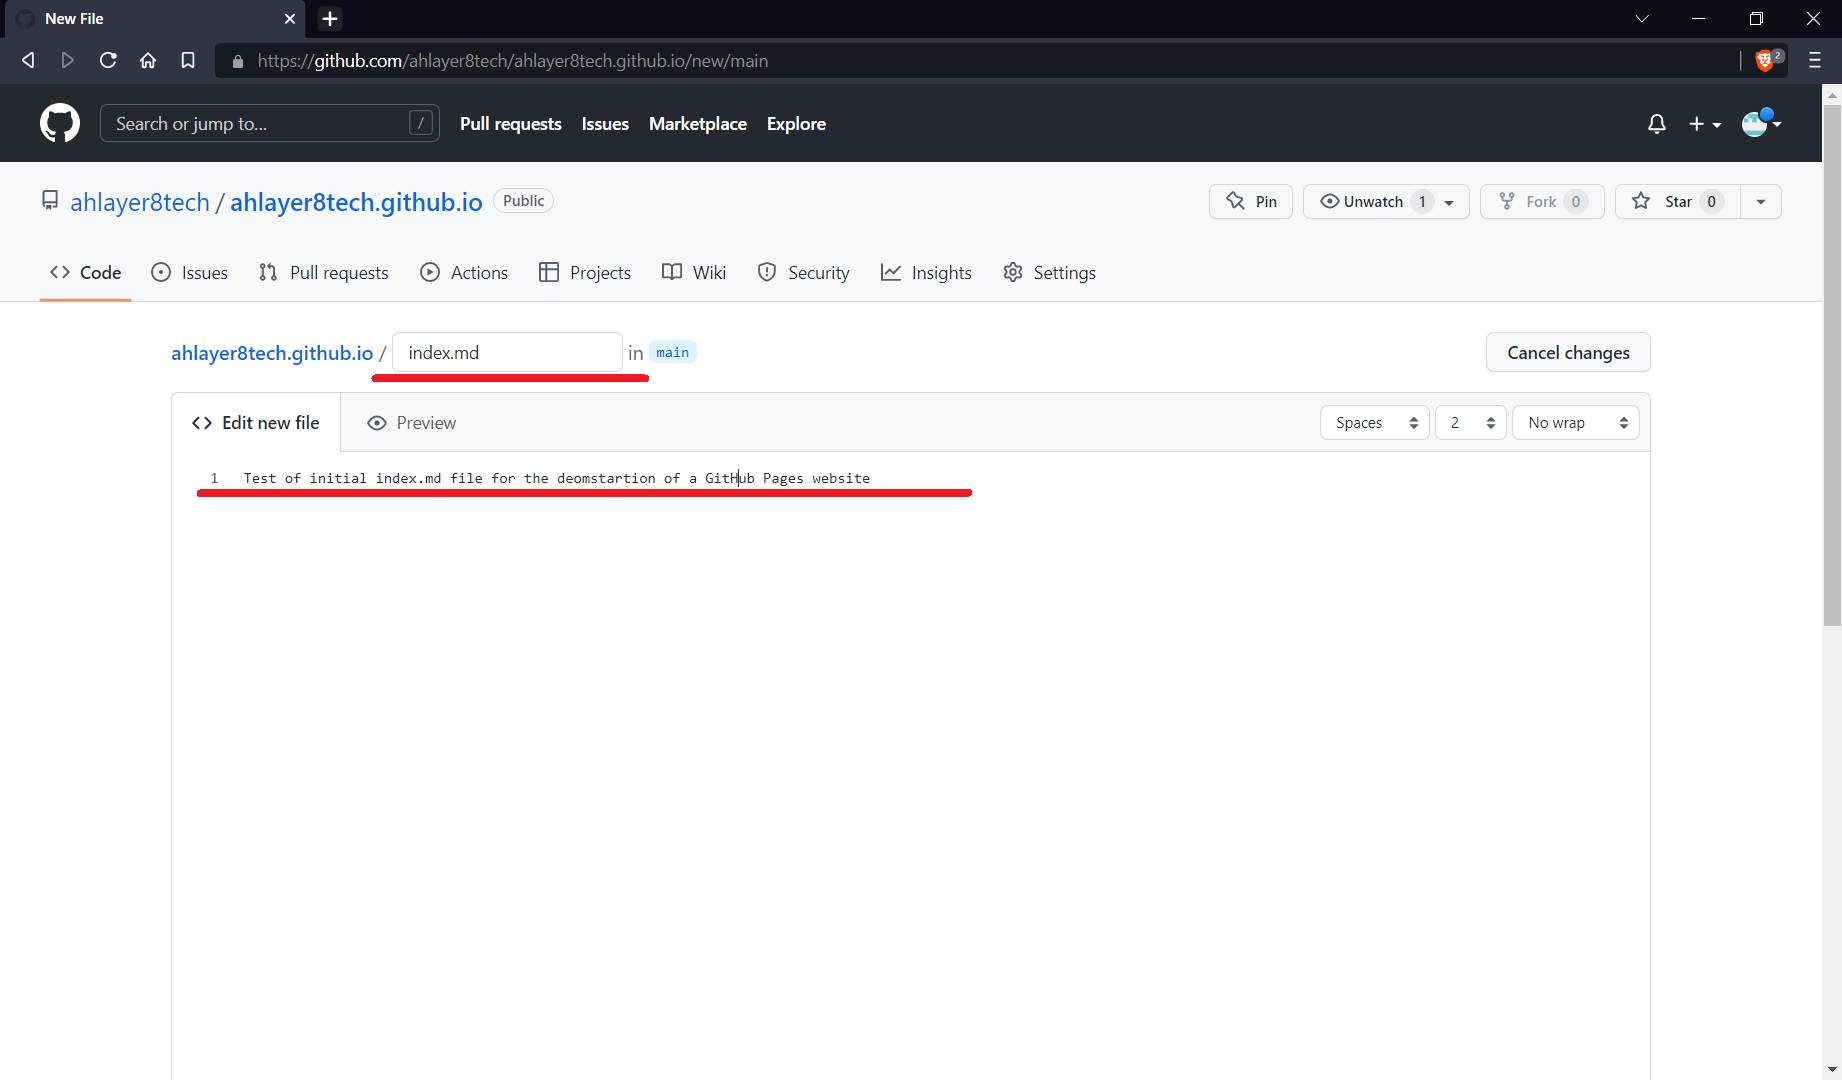 New File
https://github.com/ahlayer8tech/ahlayer8tech.github.io/new/main
2
Search or jump to... /
Pull requests Issues Marketplace Explore
ahlayer8tech / ahlayer8tech.github.io Public
Pin Unwatch 1 Fork 0 Star 0
Code Issues Pull requests Actions Projects Wiki Security Insights Settings
ahlayer8tech.github.io / index.md in main Cancel changes
Edit new file Preview Spaces 2 No wrap
1 Test of initial index.md file for the deomstartion of a GitHub Pages website